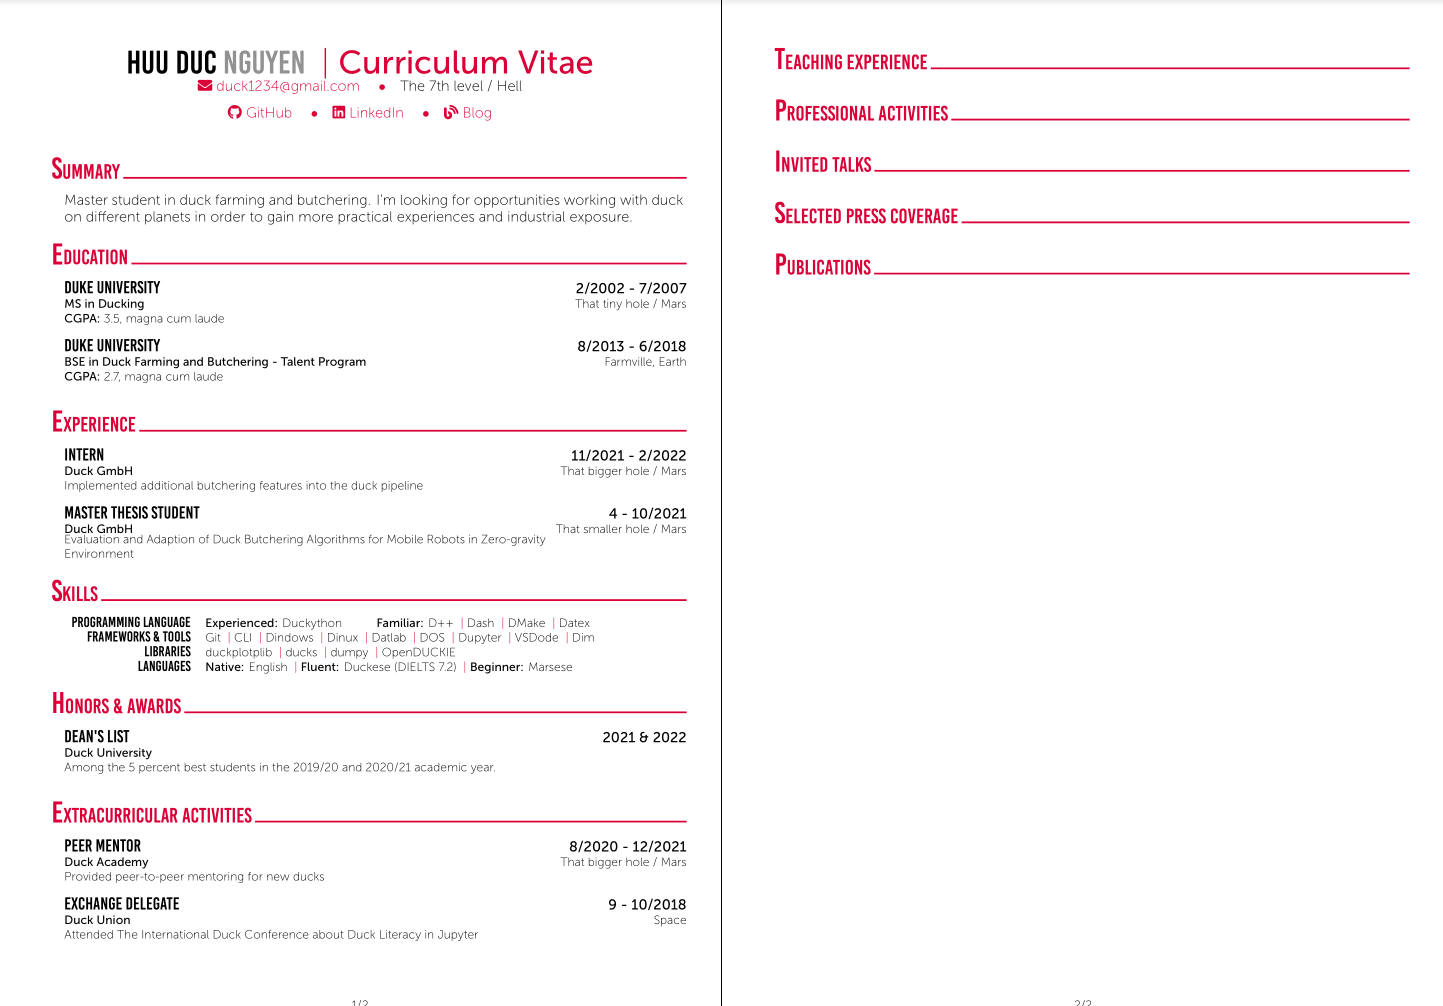 HUU DUC NGUYEN | Curriculum Vitae
duck1234@gmail.com • The 7th level / Hell
GitHub • LinkedIn • Blog
SUMMARY
Master student in duck farming and butchering. I'm looking for opportunities working with duck
on different planets in order to gain more practical experiences and industrial exposure.
EDUCATION
DUKE UNIVERSITY 2/2002 - 7/2007
MS in Ducking That tiny hole / Mars
CGPA: 3.5, magna cum laude
DUKE UNIVERSITY 8/2013 - 6/2018
BSE in Duck Farming and Butchering - Talent Program Farmville, Earth
CGPA: 2.7, magna cum laude
EXPERIENCE
INTERN 11/2021 - 2/2022
Duck GmbH That bigger hole / Mars
Implemented additional butchering features into the duck pipeline
MASTER THESIS STUDENT 4 - 10/2021
Duck GmbH That smaller hole / Mars
Evaluation and Adaption of Duck Butchering Algorithms for Mobile Robots in Zero-gravity
Environment
SKILLS
PROGRAMMING LANGUAGE Experienced: Duckython Familiar: D++ | Dash | DMake | Datex
FRAMEWORKS & TOOLS Git | CLI | Dindows | Dinux | Datlab | DOS | Dupyter | VSDode | Dim
LIBRARIES duckplotplib | ducks | dumpy | OpenDUCKIE
LANGUAGES Native: English | Fluent: Duckese (DIELTS 7.2) | Beginner: Marsese
HONORS & AWARDS
DEAN'S LIST 2021 & 2022
Duck University
Among the 5 percent best students in the 2019/20 and 2020/21 academic year.
EXTRACURRICULAR ACTIVITIES
PEER MENTOR 8/2020 - 12/2021
Duck Academy That bigger hole / Mars
Provided peer-to-peer mentoring for new ducks
EXCHANGE DELEGATE 9 - 10/2018
Duck Union Space
Attended The International Duck Conference about Duck Literacy in Jupyter
1/2
TEACHING EXPERIENCE
PROFESSIONAL ACTIVITIES
INVITED TALKS
SELECTED PRESS COVERAGE
PUBLICATIONS
2/2